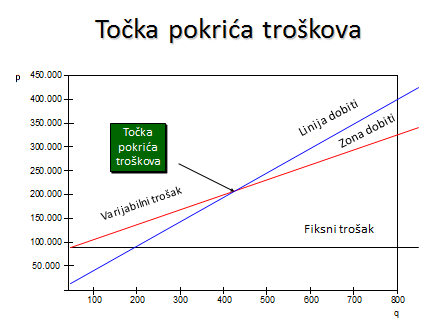 Točka pokrića troškova
p
450.000
400.000
350.000
300.000
250.000
200.000
150.000
100.000
50.000
Točka
pokrića
troškova
Linija dobiti
Zona dobiti
Varijabilni trošak
Fiksni trošak
100 200 300 400 500 600 700 800
q